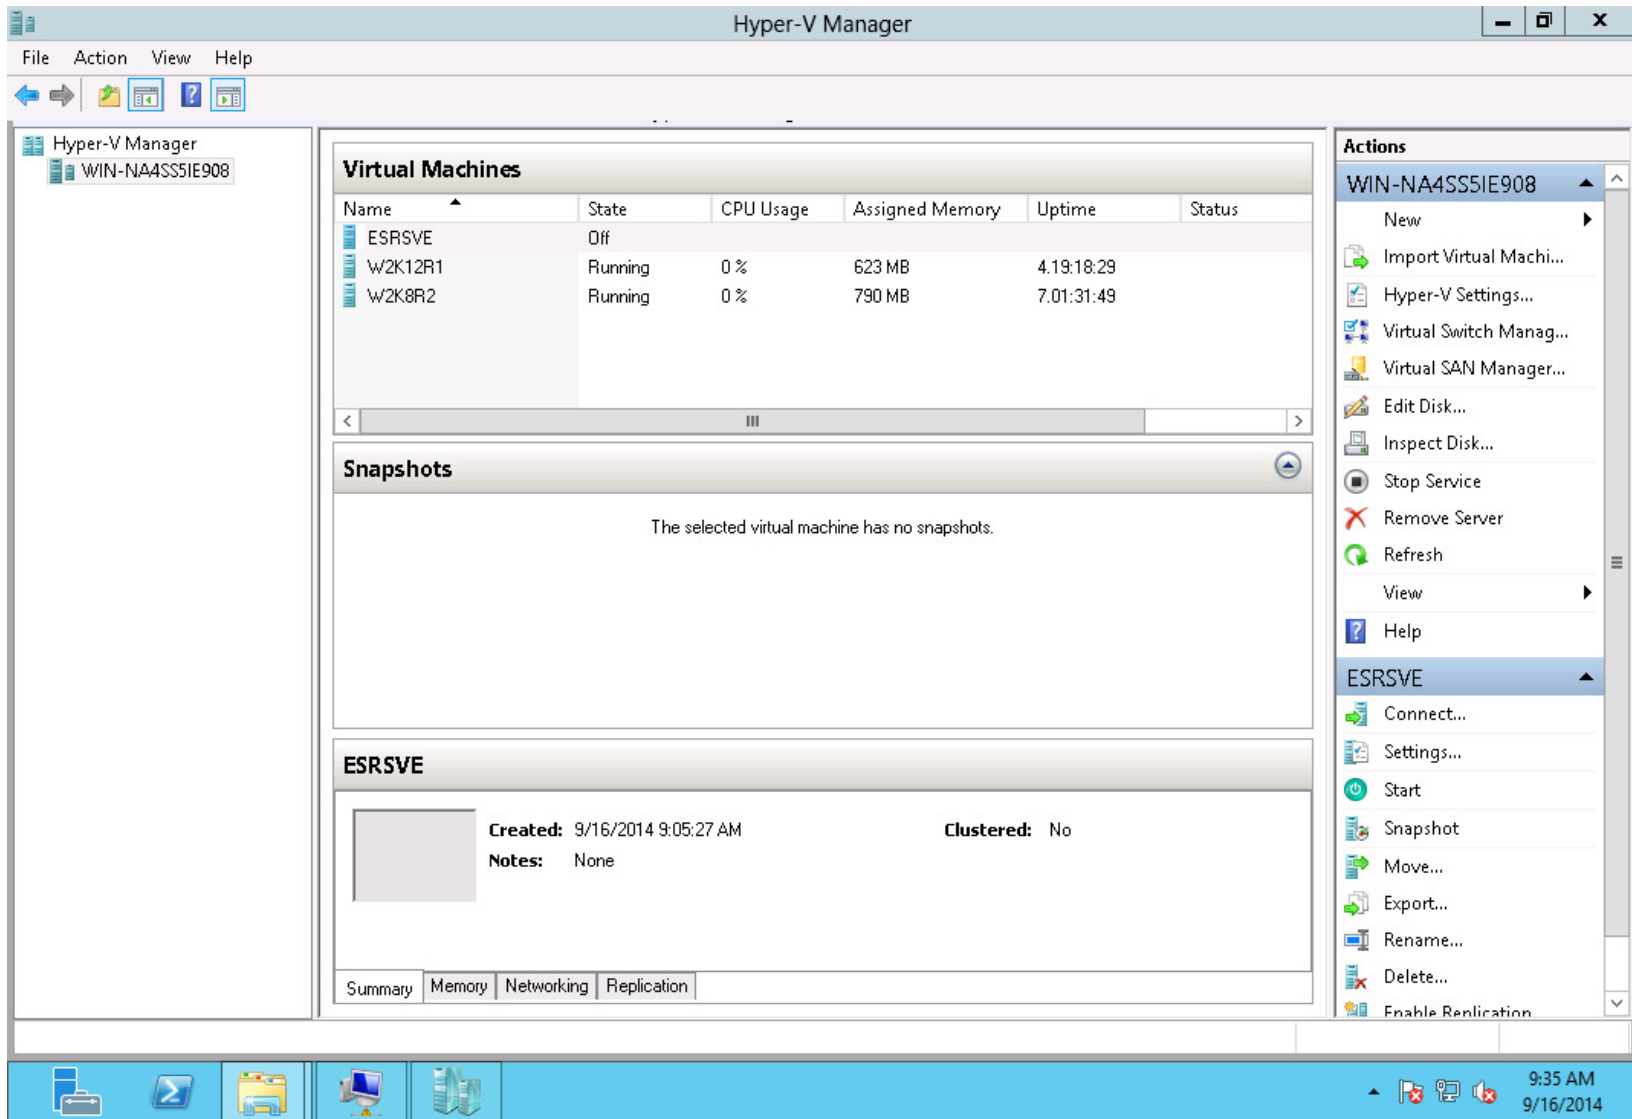 Hyper-V Manager
File Action View Help
Hyper-V Manager
WIN-NA4SS5IE908
Virtual Machines
Name State CPU Usage Assigned Memory Uptime Status
ESRSVE Off
W2K12R1 Running 0 % 623 MB 4.19:18:29
W2K8R2 Running 0 % 790 MB 7.01:31:49
Snapshots
The selected virtual machine has no snapshots.
ESRSVE
Created: 9/16/2014 9:05:27 AM Clustered: No
Notes: None
Summary Memory Networking Replication
Actions
WIN-NA4SS5IE908
New
Import Virtual Machi...
Hyper-V Settings...
Virtual Switch Manag...
Virtual SAN Manager...
Edit Disk...
Inspect Disk...
Stop Service
Remove Server
Refresh
View
Help
ESRSVE
Connect...
Settings...
Start
Snapshot
Move...
Export...
Rename...
Delete...
Enable Replication
9:35 AM
9/16/2014